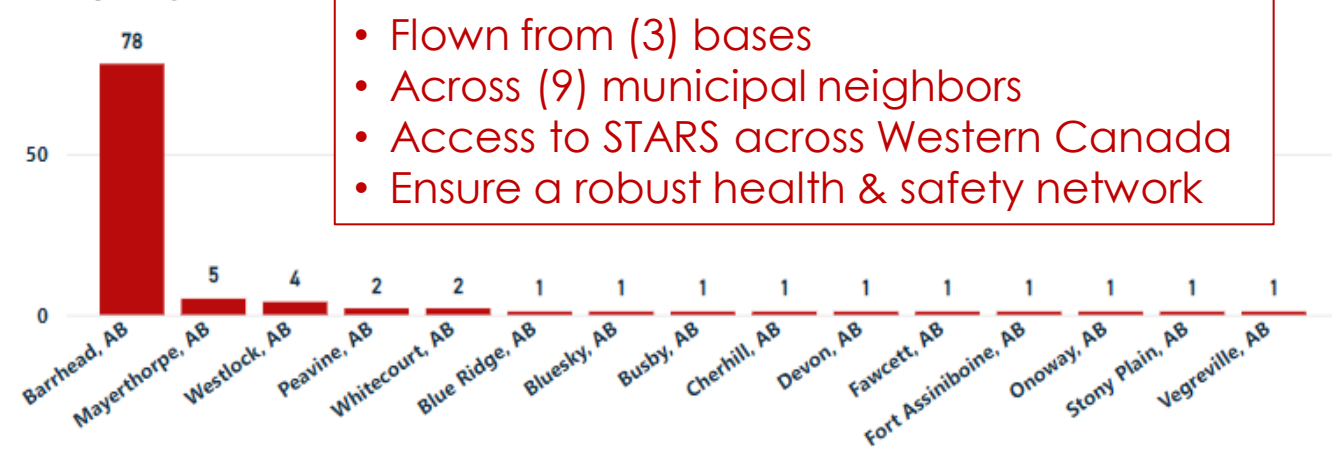 • Flown from (3) bases
• Across (9) municipal neighbors
• Access to STARS across Western Canada
• Ensure a robust health & safety network
78
50
5
4
2
2
1
1
1
1
1
1
1
1
1
1
0
Barrhead, AB
Mayerthorpe, AB
Westlock, AB
Peavine, AB
Whitecourt, AB
Blue Ridge, AB
Bluesky, AB
Busby, AB
Cherhill, AB
Devon, AB
Fawcett, AB
Fort Assiniboine, AB
Onoway, AB
Stony Plain, AB
Vegreville, AB